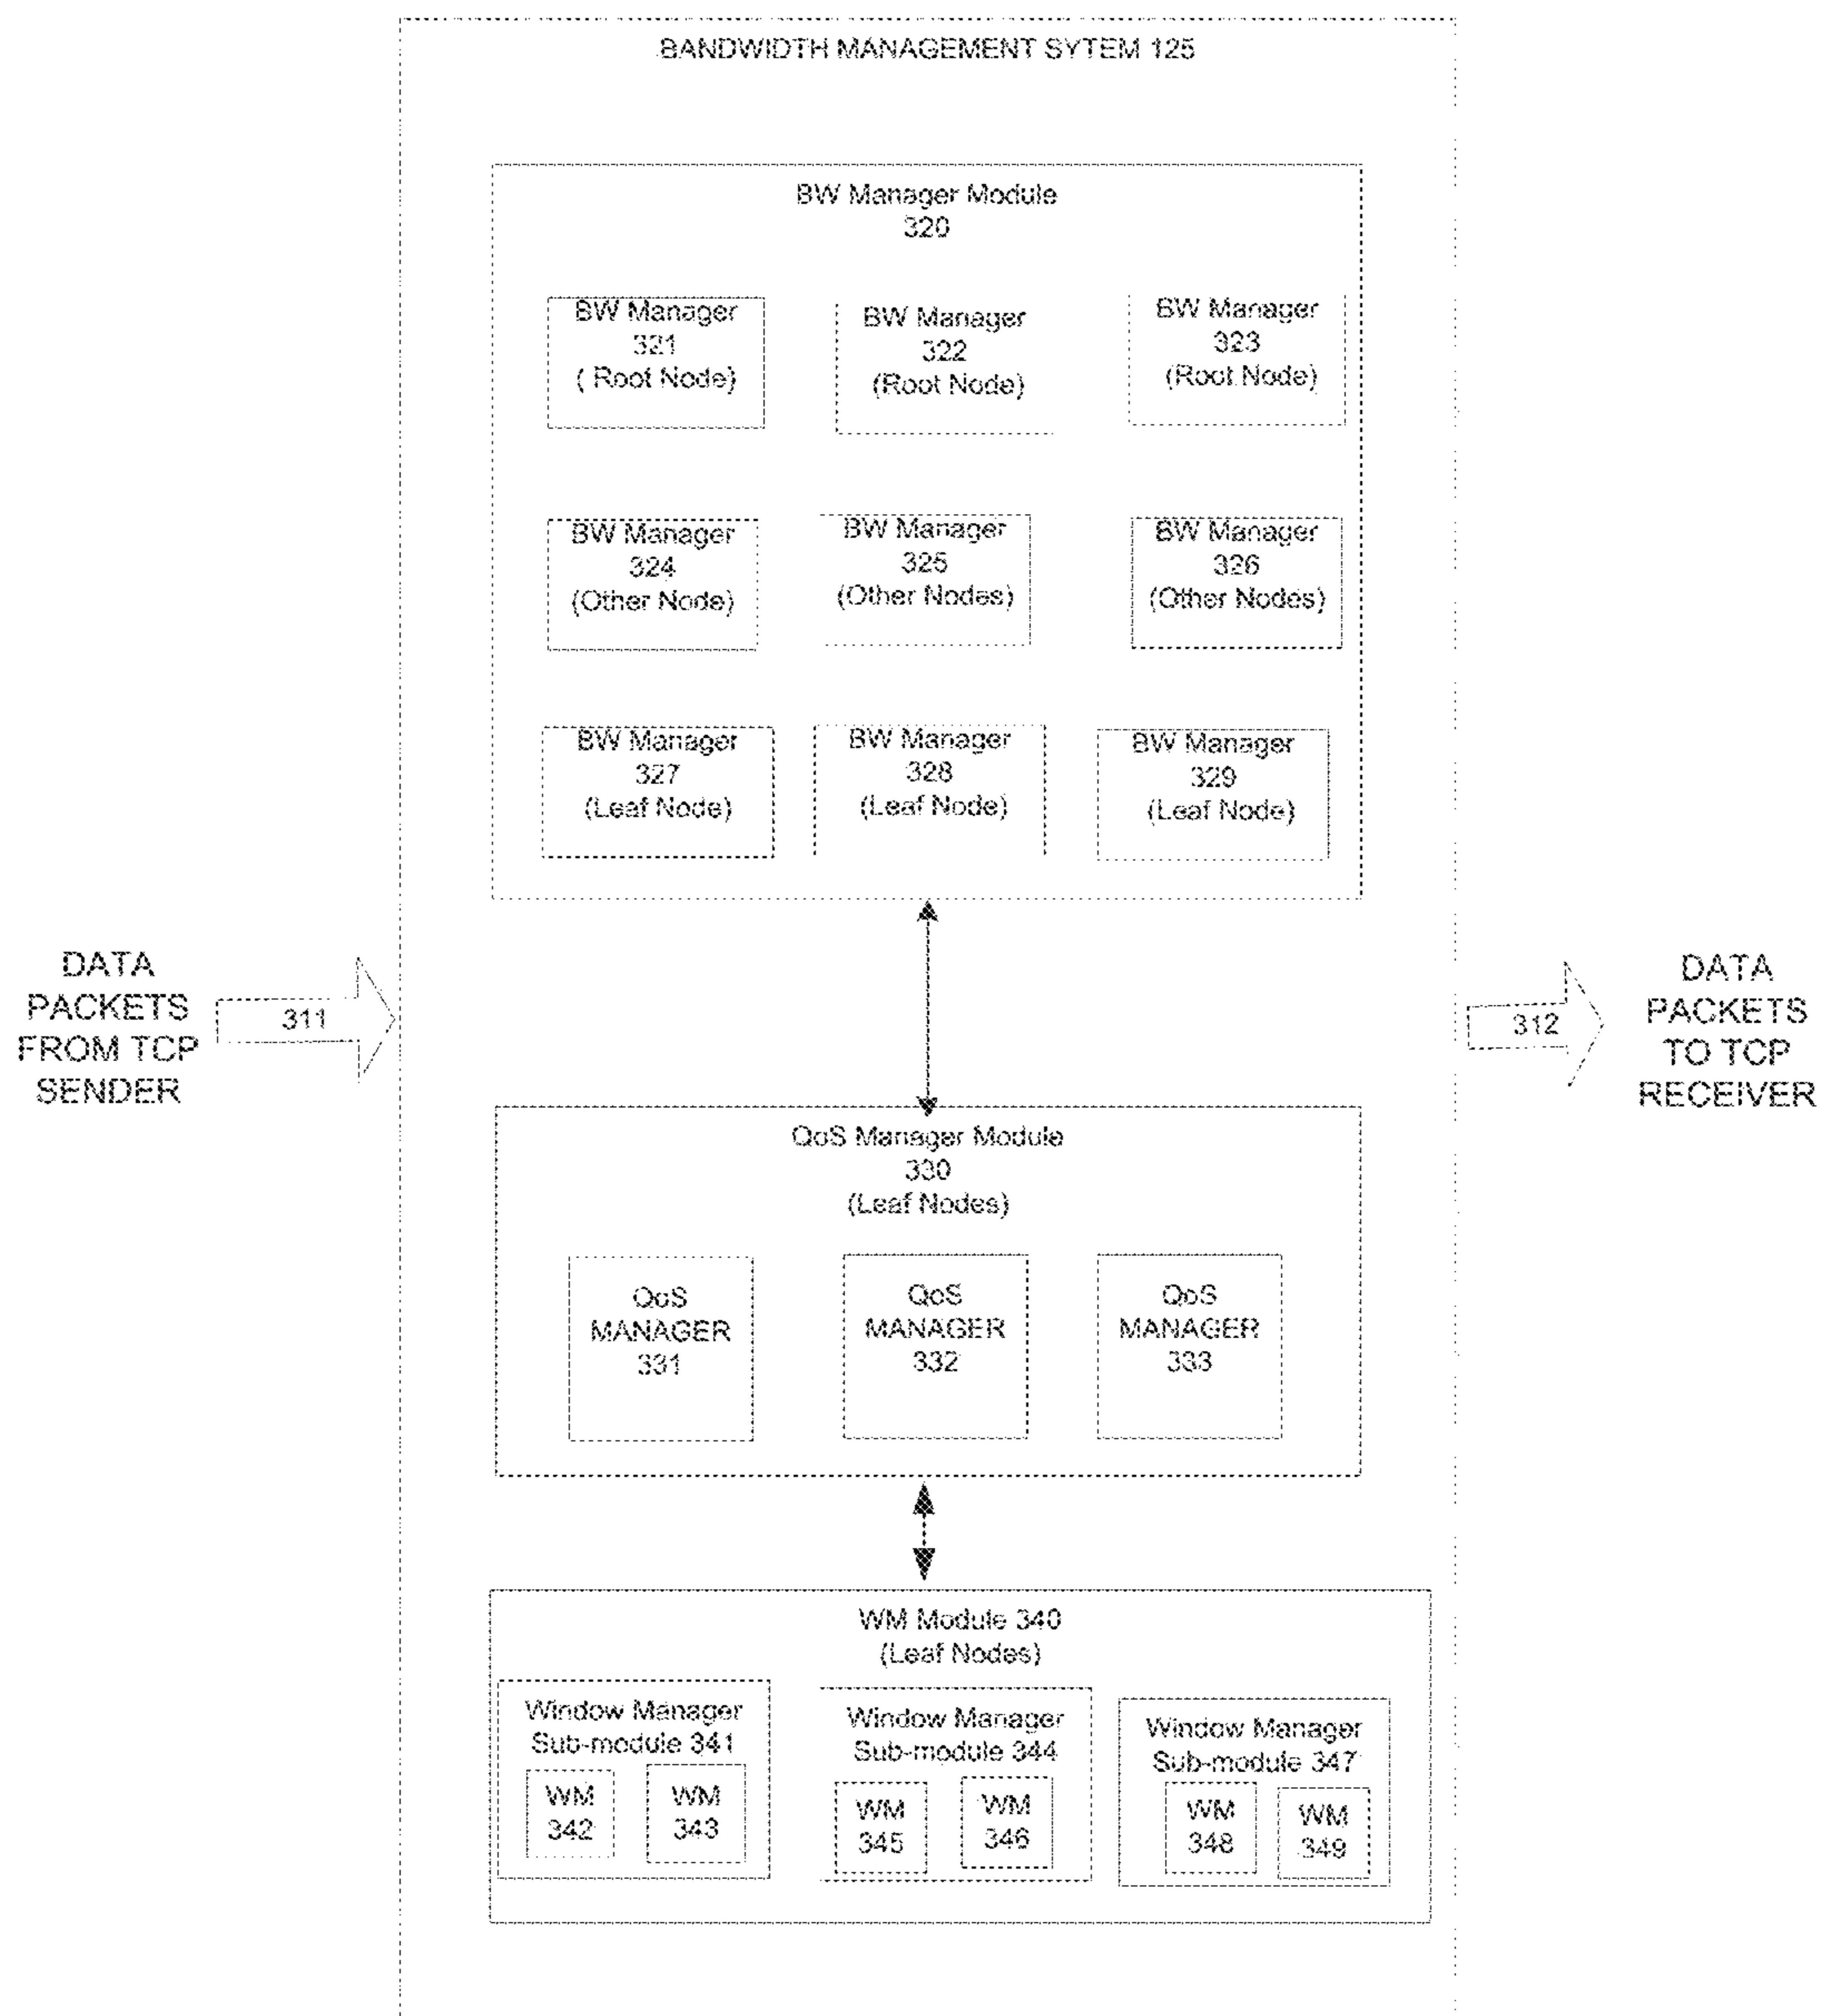 BANDWIDTH MANAGEMENT SYTEM 125
BW Manager Module
320
BW Manager
321
( Root Node)
BW Manager
322
(Root Node)
BW Manager
323
(Root Node)
BW Manager
324
(Other Node)
BW Manager
325
(Other Nodes)
BW Manager
326
(Other Nodes)
BW Manager
327
(Leaf Node)
BW Manager
328
(Leaf Node)
BW Manager
329
(Leaf Node)
DATA
PACKETS
FROM TCP
SENDER
311
312
DATA
PACKETS
TO TCP
RECEIVER
QoS Manager Module
330
(Leaf Nodes)
QoS
MANAGER
331
QoS
MANAGER
332
QoS
MANAGER
333
WM Module 340
(Leaf Nodes)
Window Manager
Sub-module 341
WM
342
WM
343
Window Manager
Sub-module 344
WM
345
WM
346
Window Manager
Sub-module 347
WM
348
WM
349